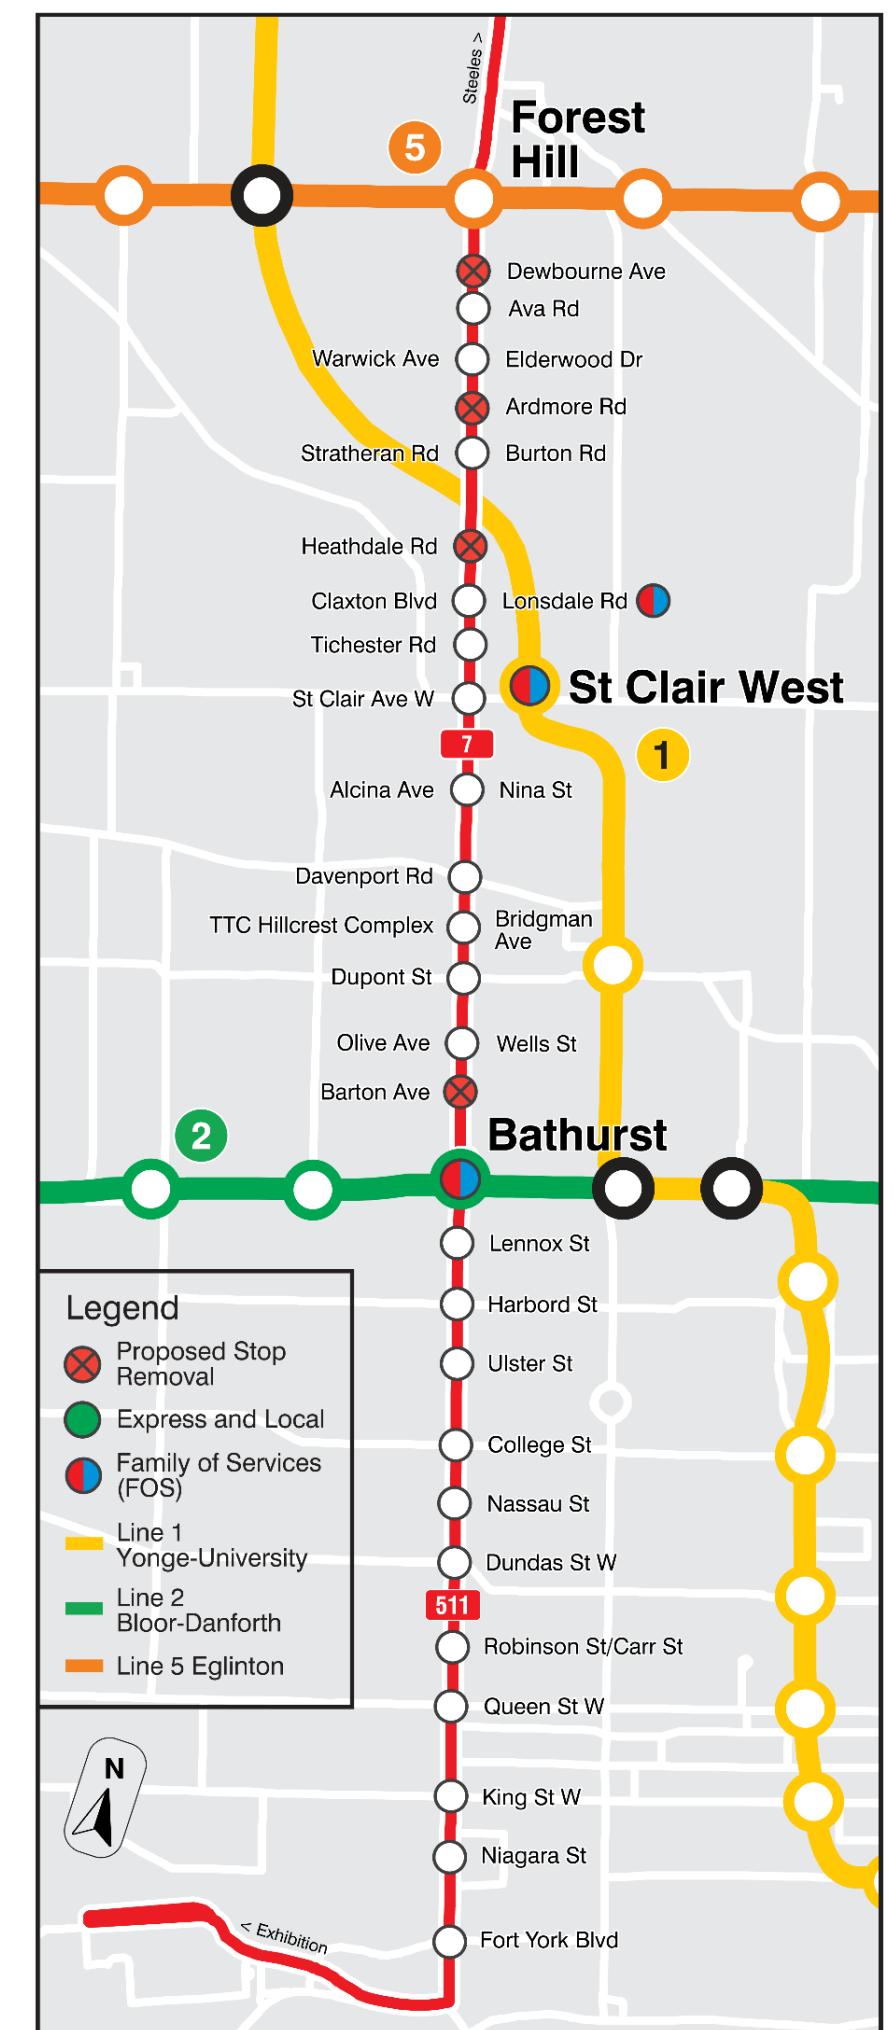 Steeles >
Forest
Hill
5
Dewbourne Ave
Ava Rd
Warwick Ave
Elderwood Dr
Ardmore Rd
Stratheran Rd
Burton Rd
Heathdale Rd
Claxton Blvd
Lonsdale Rd
Tichester Rd
St Clair West
St Clair Ave W
7
1
Alcina Ave
Nina St
Davenport Rd
TTC Hillcrest Complex
Bridgman
Ave
Dupont St
Olive Ave
Wells St
Barton Ave
2
Bathurst
Lennox St
Harbord St
Ulster St
College St
Nassau St
Dundas St W
511
Robinson St/Carr St
Queen St W
King St W
Niagara St
Fort York Blvd
< Exhibition
Legend
Proposed Stop
Removal
Express and Local
Family of Services
(FOS)
Line 1
Yonge-University
Line 2
Bloor-Danforth
Line 5 Eglinton
N